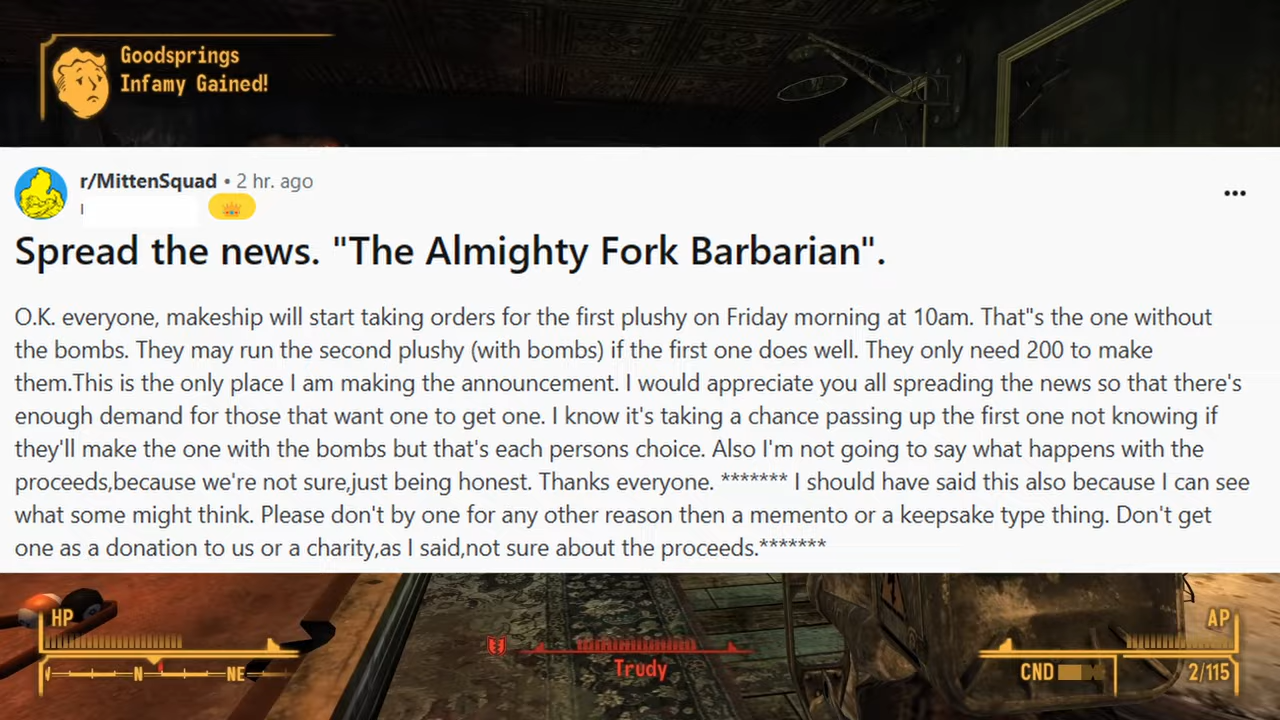 Goodsprings
Infamy Gained!
r/MittenSquad • 2 hr. ago
Spread the news. "The Almighty Fork Barbarian".
O.K. everyone, makeship will start taking orders for the first plushy on Friday morning at 10am. That"s the one without
the bombs. They may run the second plushy (with bombs) if the first one does well. They only need 200 to make
them.This is the only place I am making the announcement. I would appreciate you all spreading the news so that there's
enough demand for those that want one to get one. I know it's taking a chance passing up the first one not knowing if
they'll make the one with the bombs but that's each persons choice. Also I'm not going to say what happens with the
proceeds,because we're not sure,just being honest. Thanks everyone. ******* I should have said this also because I can see
what some might think. Please don't by one for any other reason then a memento or a keepsake type thing. Don't get
one as a donation to us or a charity,as I said,not sure about the proceeds.*******
HP
AP
N
NE
Trudy
CND
2/115